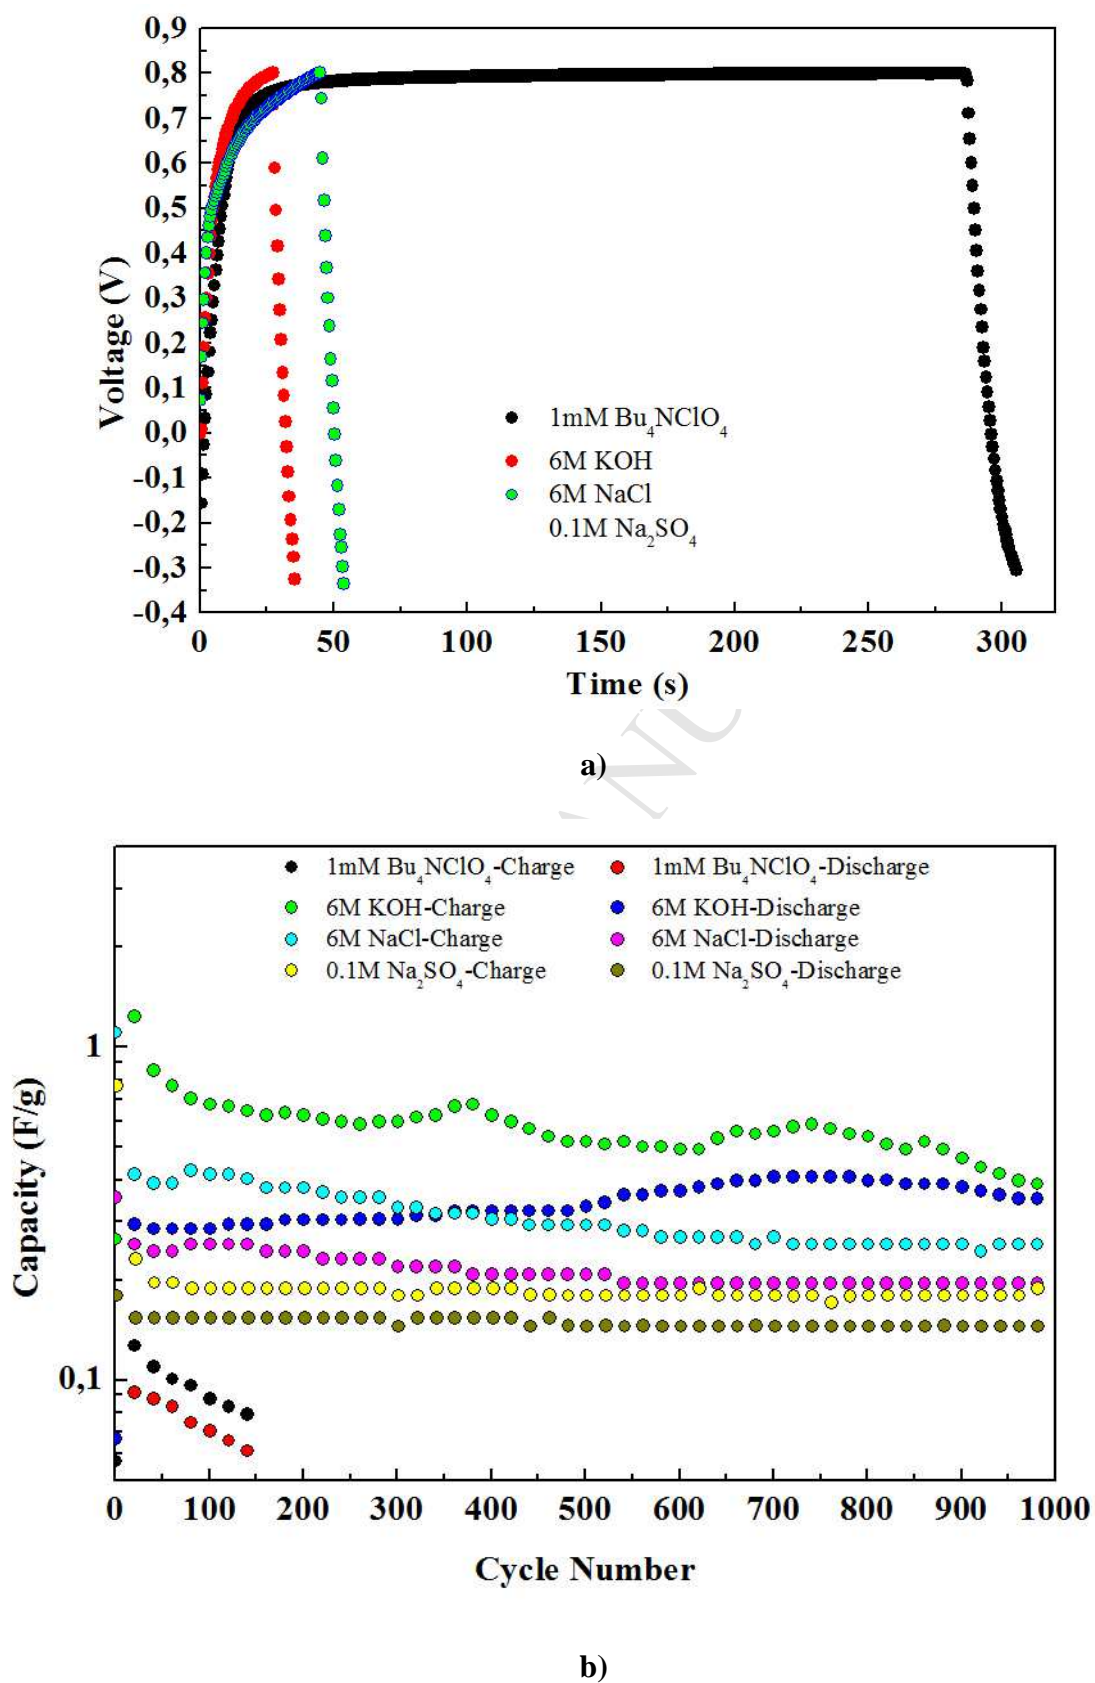 0,9
0,8
0,7
0,6
0,5
0,4
0,3
0,2
0,1
0,0
-0,1
-0,2
-0,3
-0,4
Voltage (V)
1mM Bu4NClO4
6M KOH
6M NaCl
0.1M Na2SO4
0 50 100 150 200 250 300
Time (s)
a)
1mM Bu4NClO4-Charge 1mM Bu4NClO4-Discharge
6M KOH-Charge 6M KOH-Discharge
6M NaCl-Charge 6M NaCl-Discharge
0.1M Na2SO4-Charge 0.1M Na2SO4-Discharge
1
0,1
Capacity (F/g)
0 100 200 300 400 500 600 700 800 900 1000
Cycle Number
b)